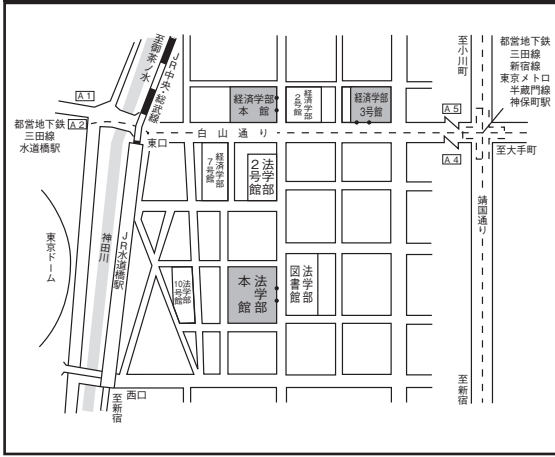 至御茶ノ水
JR中央・総武線
A1
A2
都営地下鉄
三田線
水道橋駅
東口
白山通り
経済学部
本館
経済学部
2号館
経済学部
3号館
至小川町
都営地下鉄
三田線
新宿線
東京メトロ
半蔵門線
神保町駅
A5
A4
至大手町
靖国通り
至新宿
経済学部
7号館
法学部
2号館
東京ドーム
神田川
JR水道橋駅
法学部
10号館
法学部
本館
法学部
図書館
西口
至新宿